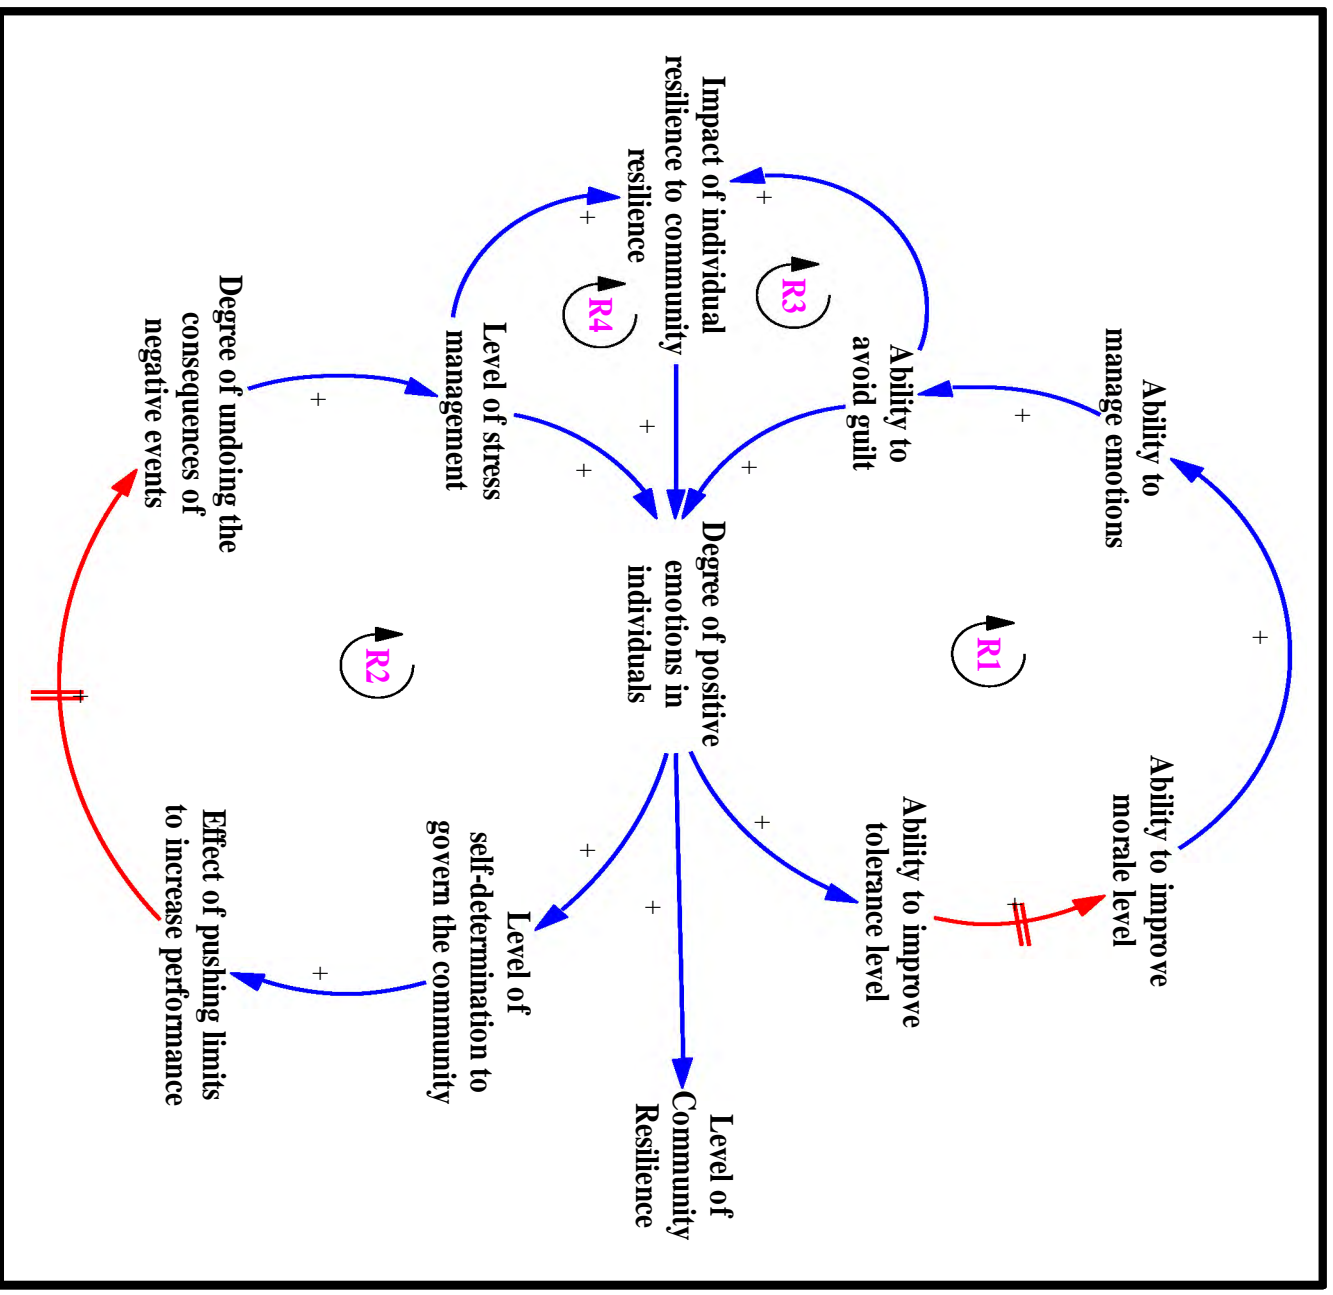 +
Ability to
manage emotions
Ability to improve
morale level
+
+
R1
Ability to
avoid guilt
Ability to improve
tolerance level
+
+
+
R3
Impact of individual
resilience to community
resilience
+
Degree of positive
emotions in
individuals
+
Level of
Community
Resilience
R4
+
+
+
Level of stress
management
Level of
self-determination to
govern the community
R2
+
+
Degree of undoing the
consequences of
negative events
Effect of pushing limits
to increase performance
+